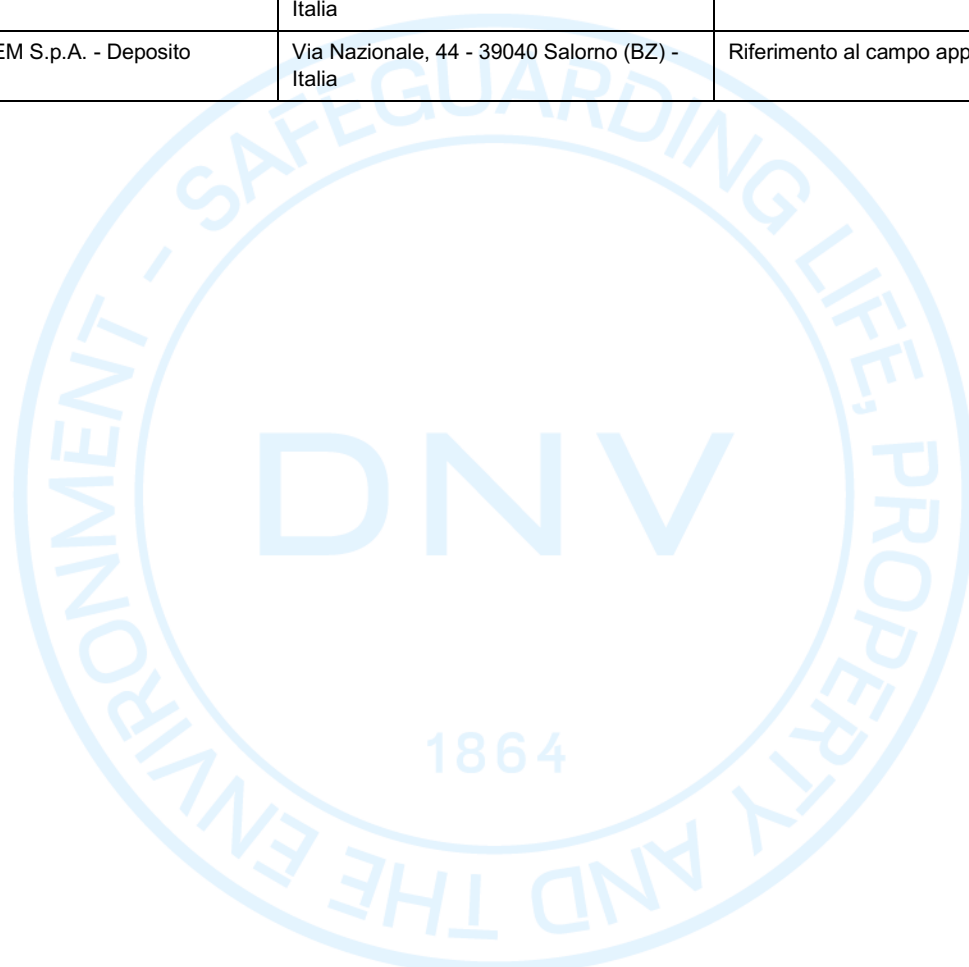 Italia
EM S.p.A. - Deposito
Via Nazionale, 44 - 39040 Salorno (BZ) -
Italia
Riferimento al campo app
SAFEGUARDING LIFE, PROPERTY AND THE ENVIRONMENT -
DNV
1864